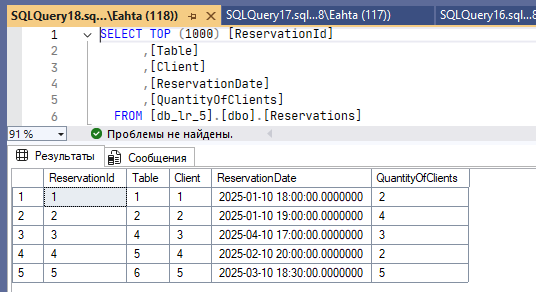 SQLQuery18.sql...\Eahta (118)) SQLQuery17.sql...8\Eahta (117)) SQLQuery16.sql...8
1 SELECT TOP (1000) [ReservationId]
2 ,[Table]
3 ,[Client]
4 ,[ReservationDate]
5 ,[QuantityOfClients]
6 FROM [db_lr_5].[dbo].[Reservations]
91 % Проблемы не найдены.
Результаты Сообщения
ReservationId Table Client ReservationDate QuantityOfClients
1 1 1 1 2025-01-10 18:00:00.0000000 2
2 2 2 2 2025-01-10 19:00:00.0000000 4
3 3 4 3 2025-04-10 17:00:00.0000000 3
4 4 5 4 2025-02-10 20:00:00.0000000 2
5 5 6 5 2025-03-10 18:30:00.0000000 5